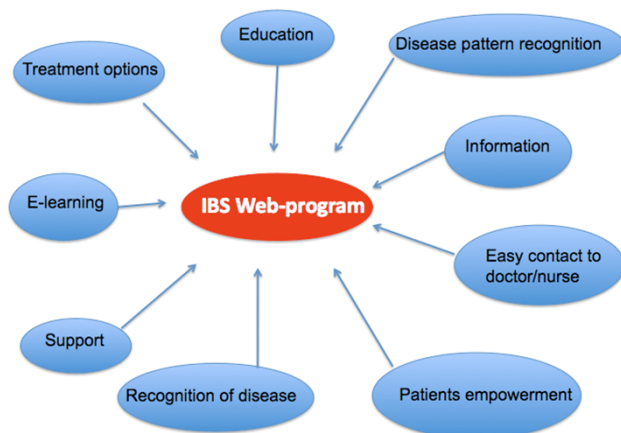 Education
Disease pattern recognition
Treatment options
Information
E-learning
IBS Web-program
Easy contact to
doctor/nurse
Support
Recognition of disease
Patients empowerment